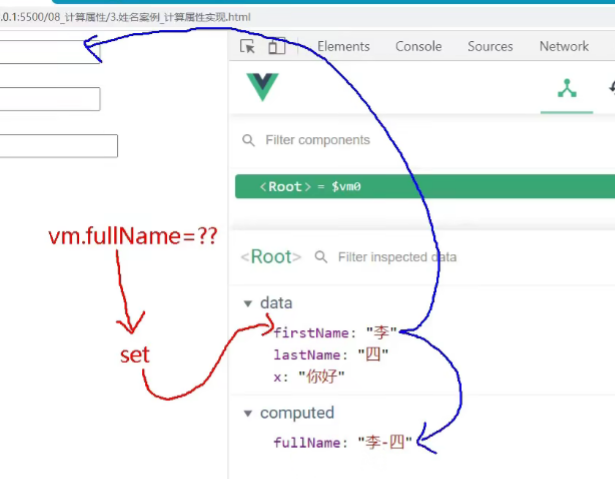 .0.1:5500/08_计算属性/3.姓名案例_计算属性实现.html
Elements Console Sources Network
Filter components
<Root> = $vm0
vm.fullName=??
<Root> Filter inspected data
data
firstName: "李"
set
lastName: "四"
x: "你好"
computed
fullName: "李-四"